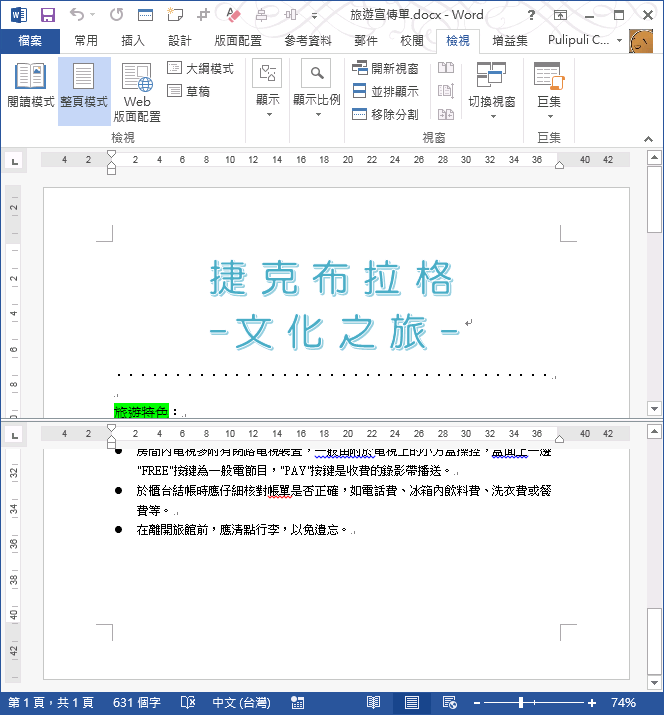 旅遊宣傳單.docx - Word
檔案 常用 插入 設計 版面配置 參考資料 郵件 校閱 檢視 增益集 Pulipuli C...
閱讀模式 整頁模式 Web 版面配置 大綱模式 草稿 顯示 顯示比例 開新視窗 並排顯示 移除分割 切換視窗 巨集
檢視 視窗 巨集
L 4 2 2 4 6 8 10 12 14 16 18 20 22 24 26 28 30 32 34 36 40 42
2
2
4
6
8
捷克布拉格
-文化之旅-
旅遊特色：
L 4 2 2 4 6 8 10 12 14 16 18 20 22 24 26 28 30 32 34 36 40 42
32
34
36
38
40
42
● 房間內電視多附有閉路電視裝置，一般由附於電視上的小方盒操控，盒面上一邊
"FREE"按鍵為一般電節目，"PAY"按鍵是收費的錄影帶播送。
● 於櫃台結帳時應仔細核對帳單是否正確，如電話費、冰箱內飲料費、洗衣費或餐
費等。
● 在離開旅館前，應清點行李，以免遺忘。
第 1 頁，共 1 頁 631 個字 中文 (台灣) 74%